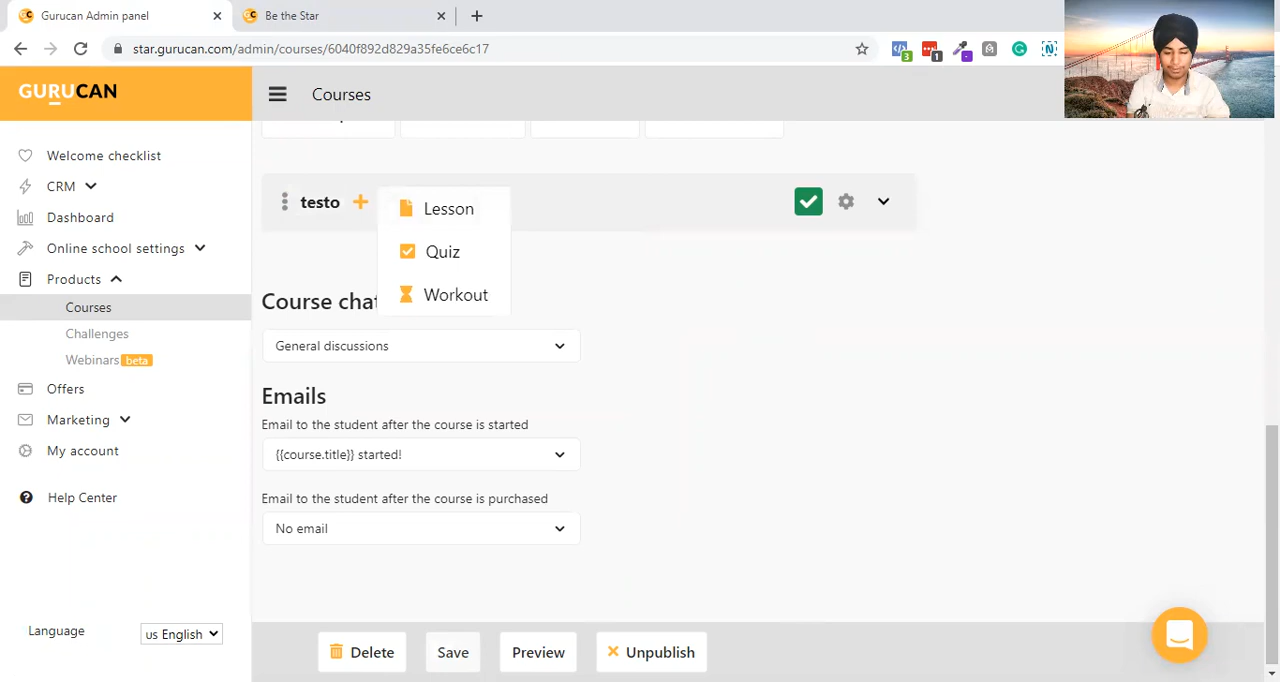 Gurucan Admin panel
Be the Star
star.gurucan.com/admin/courses/6040f892d829a35fe6ce6c17
3
1
GURUCAN
Courses
Welcome checklist
CRM
Dashboard
Online school settings
Products
Courses
Challenges
Webinars beta
Offers
Marketing
My account
Help Center
Language
us English
testo
Lesson
Quiz
Workout
Course chat
General discussions
Emails
Email to the student after the course is started
{{course.title}} started!
Email to the student after the course is purchased
No email
Delete
Save
Preview
Unpublish